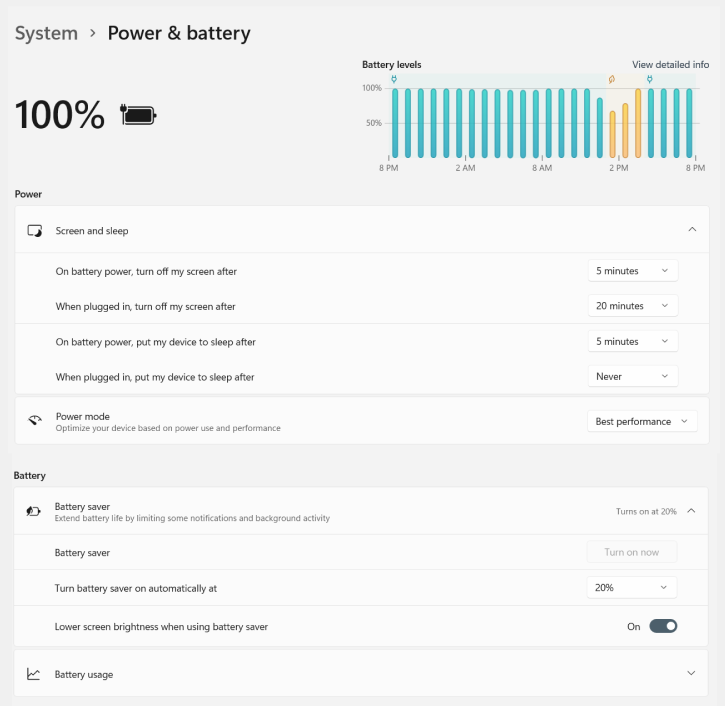 System > Power & battery
Battery levels
View detailed info
100%
100%
50%
8 PM 2 AM 8 AM 2 PM 8 PM
Power
Screen and sleep
On battery power, turn off my screen after
5 minutes
When plugged in, turn off my screen after
20 minutes
On battery power, put my device to sleep after
5 minutes
When plugged in, put my device to sleep after
Never
Power mode
Optimize your device based on power use and performance
Best performance
Battery
Battery saver
Extend battery life by limiting some notifications and background activity
Turns on at 20%
Battery saver
Turn on now
Turn battery saver on automatically at
20%
Lower screen brightness when using battery saver
On
Battery usage